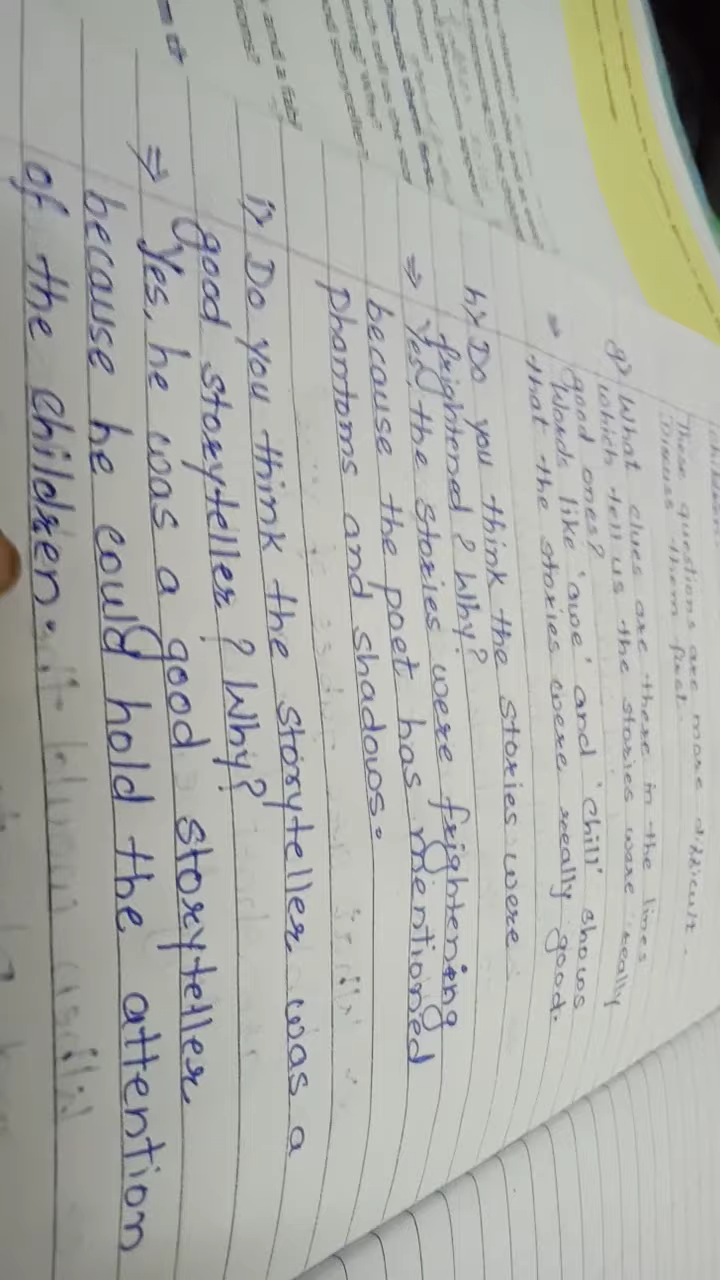 These questions are more difficult.
Discuss them first.
g) What clues are there in the lines
which tell us the stories were really
good ones?
⇒ Words like 'awe' and 'chill' shows
that the stories were really good.
h) Do you think the stories were
frightened? Why?
⇒ Yes, the stories were frightening
because the poet has mentioned
phantoms and shadows.
i) Do you think the storyteller was a
good storyteller? Why?
⇒ Yes, he was a good storyteller
because he could hold the attention
of the children.